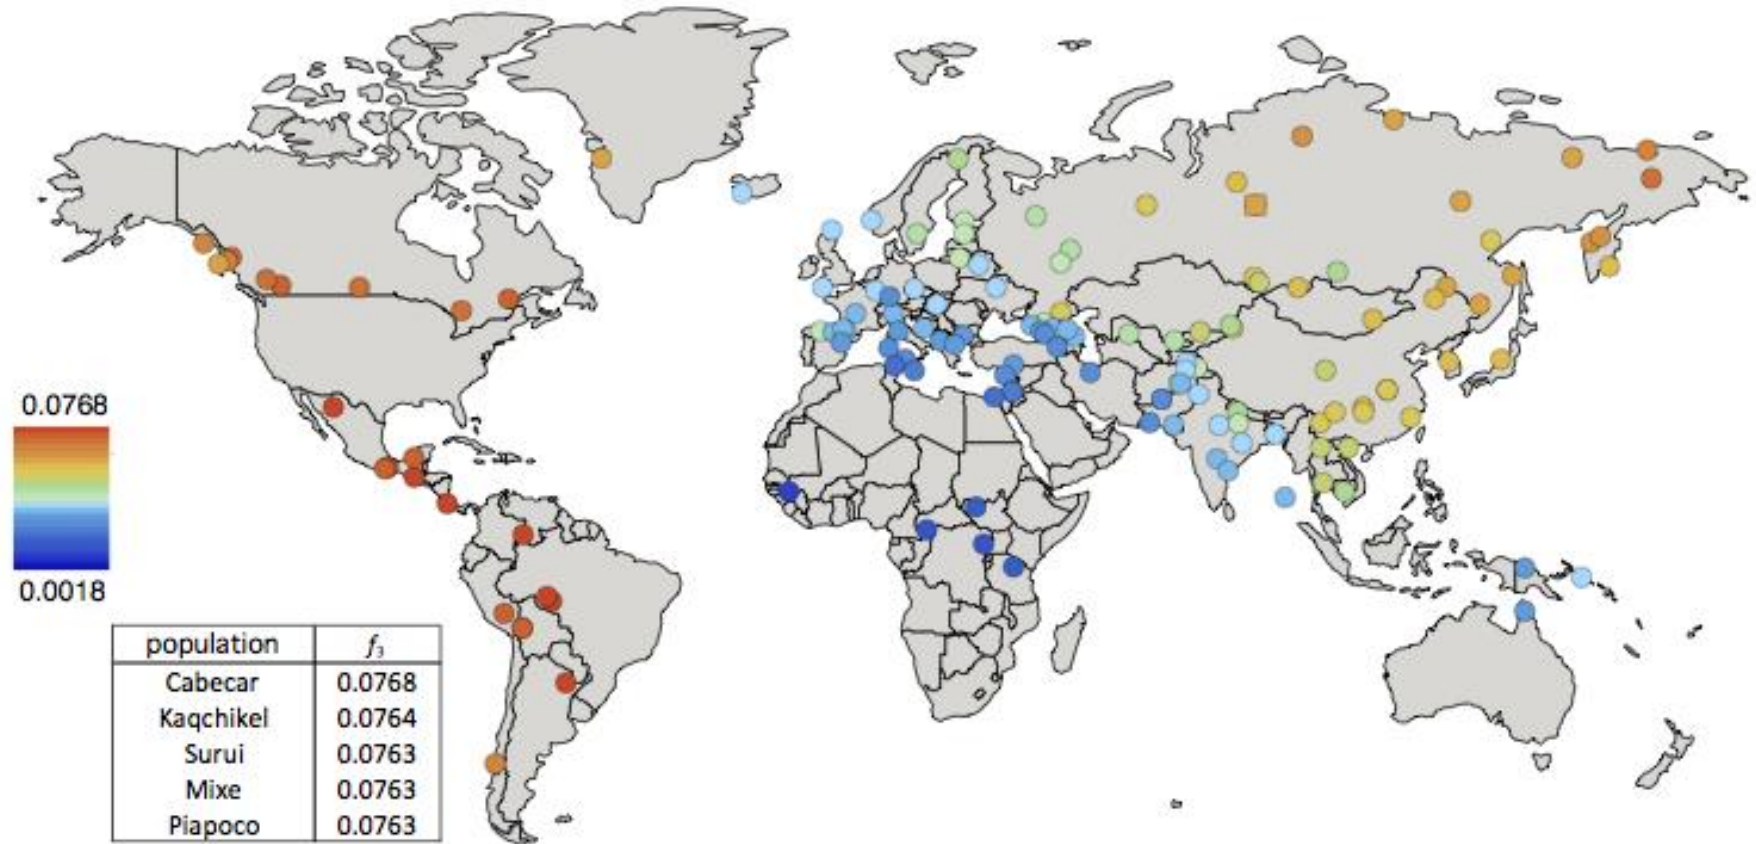 0.0768
0.0018
population f₃
Cabecar 0.0768
Kaqchikel 0.0764
Surui 0.0763
Mixe 0.0763
Piapoco 0.0763